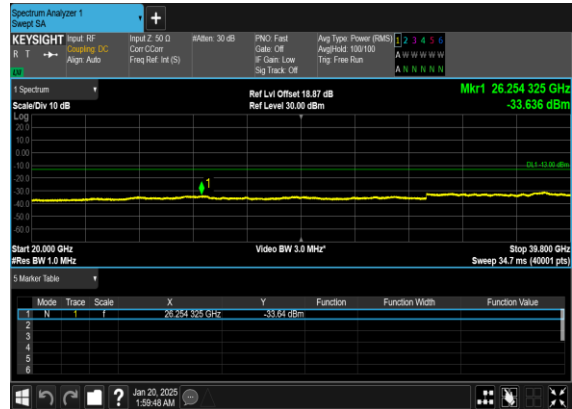 Spectrum Analyzer 1
Swept SA
+
KEYSIGHT Input: RF Input Z: 50 Ω #Atten: 30 dB PNO: Fast Avg Type: Power (RMS) 1 2 3 4 5 6
R T Coupling: DC Corr CCorr Gate: Off Avg|Hold: 100/100 A W W W W W
Align: Auto Freq Ref: Int (S) IF Gain: Low Trig: Free Run
Sig Track: Off A N N N N N
1 Spectrum
Ref Lvl Offset 18.87 dB Mkr1 26.254 325 GHz
Scale/Div 10 dB Ref Level 30.00 dBm -33.636 dBm
Log
20.0
10.0
0.00
-10.0
DL1 -13.00 dBm
-20.0
1
-30.0
-40.0
-50.0
-60.0
Start 20.000 GHz Video BW 3.0 MHz* Stop 39.800 GHz
#Res BW 1.0 MHz Sweep 34.7 ms (40001 pts)
5 Marker Table
Mode Trace Scale X Y Function Function Width Function Value
1 N 1 f 26.254 325 GHz -33.64 dBm
2
3
4
5
6
? Jan 20, 2025
1:59:48 AM